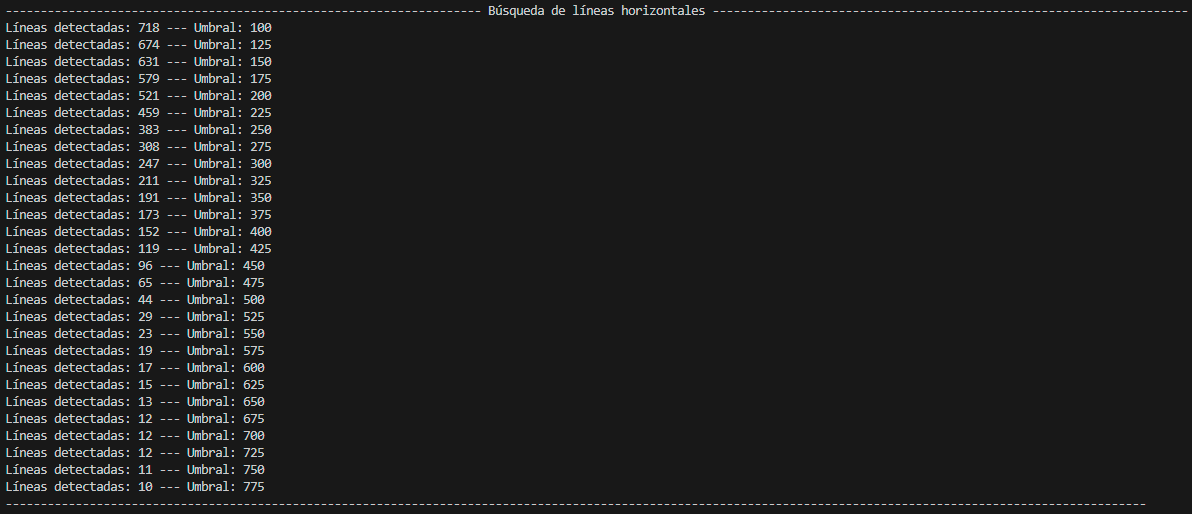 -------------------------------------------------------------------- Búsqueda de líneas horizontales --------------------------------------------------------------------
Líneas detectadas: 718 --- Umbral: 100
Líneas detectadas: 674 --- Umbral: 125
Líneas detectadas: 631 --- Umbral: 150
Líneas detectadas: 579 --- Umbral: 175
Líneas detectadas: 521 --- Umbral: 200
Líneas detectadas: 459 --- Umbral: 225
Líneas detectadas: 383 --- Umbral: 250
Líneas detectadas: 308 --- Umbral: 275
Líneas detectadas: 247 --- Umbral: 300
Líneas detectadas: 211 --- Umbral: 325
Líneas detectadas: 191 --- Umbral: 350
Líneas detectadas: 173 --- Umbral: 375
Líneas detectadas: 152 --- Umbral: 400
Líneas detectadas: 119 --- Umbral: 425
Líneas detectadas: 96 --- Umbral: 450
Líneas detectadas: 65 --- Umbral: 475
Líneas detectadas: 44 --- Umbral: 500
Líneas detectadas: 29 --- Umbral: 525
Líneas detectadas: 23 --- Umbral: 550
Líneas detectadas: 19 --- Umbral: 575
Líneas detectadas: 17 --- Umbral: 600
Líneas detectadas: 15 --- Umbral: 625
Líneas detectadas: 13 --- Umbral: 650
Líneas detectadas: 12 --- Umbral: 675
Líneas detectadas: 12 --- Umbral: 700
Líneas detectadas: 12 --- Umbral: 725
Líneas detectadas: 11 --- Umbral: 750
Líneas detectadas: 10 --- Umbral: 775
-------------------------------------------------------------------------------------------------------------------------------------------------------------------